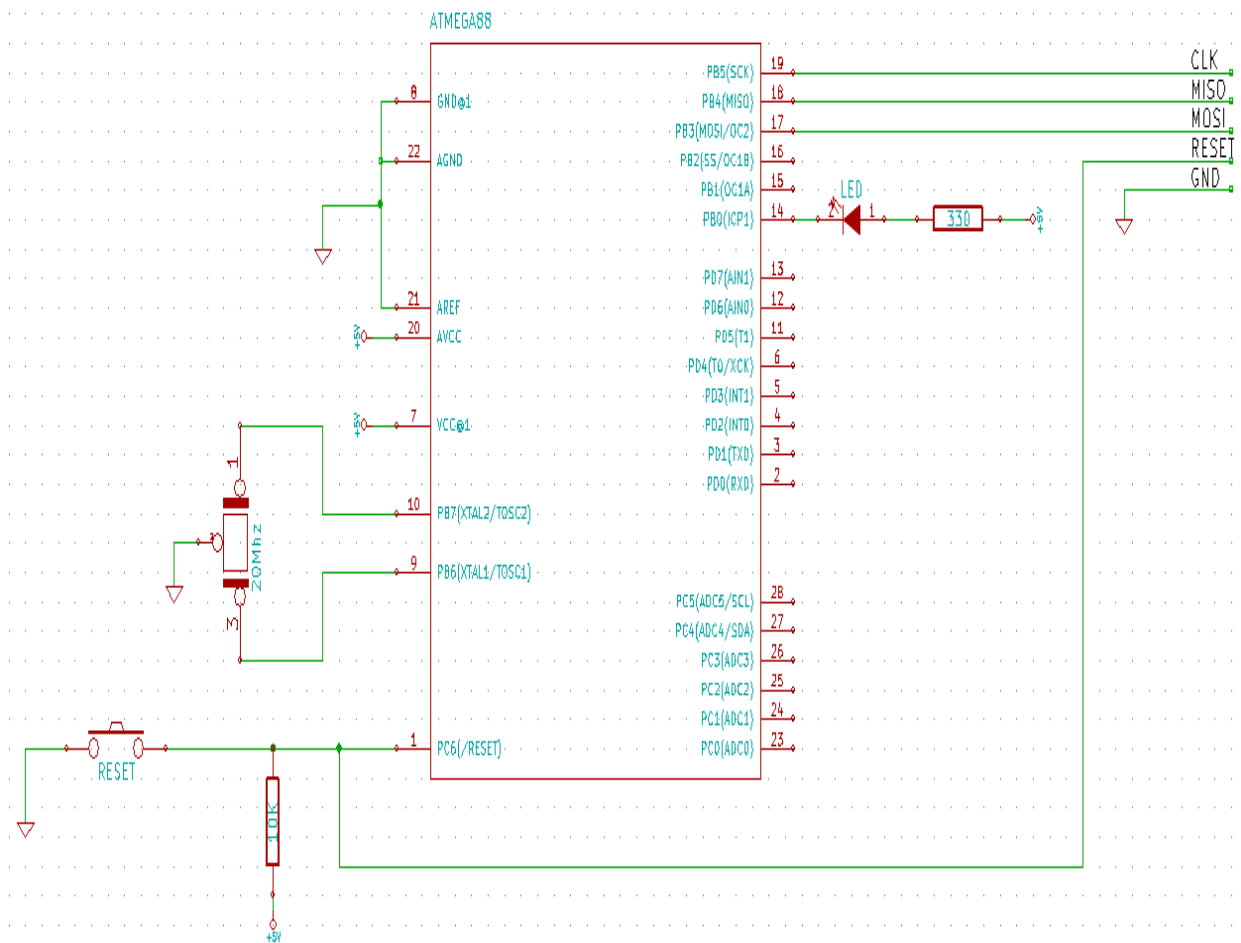 ATMEGA88
8 GND@1
22 AGND
21 AREF
+5V 20 AVCC
+5V 7 VCC@1
10 PB7(XTAL2/TOSC2)
9 PB6(XTAL1/TOSC1)
1 PC6(/RESET)
PB5(SCK) 19
PB4(MISO) 18
PB3(MOSI/OC2) 17
PB2(SS/OC1B) 16
PB1(OC1A) 15
PB0(ICP1) 14
PD7(AIN1) 13
PD6(AIN0) 12
PD5(T1) 11
PD4(T0/XCK) 6
PD3(INT1) 5
PD2(INT0) 4
PD1(TXD) 3
PD0(RXD) 2
PC5(ADC5/SCL) 28
PC4(ADC4/SDA) 27
PC3(ADC3) 26
PC2(ADC2) 25
PC1(ADC1) 24
PC0(ADC0) 23
CLK
MISO
MOSI
RESET
GND
LED
2 1
330
+5V
1
20Mhz
3
RESET
10K
+5V